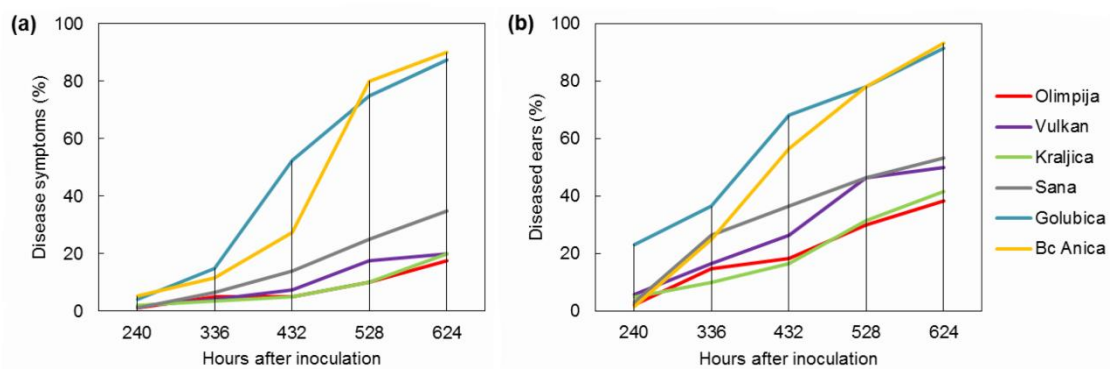 (a)
100
80
60
40
20
0
Disease symptoms (%)
240 336 432 528 624
Hours after inoculation
(b)
100
80
60
40
20
0
Diseased ears (%)
240 336 432 528 624
Hours after inoculation
Olimpija
Vulkan
Kraljica
Sana
Golubica
Bc Anica